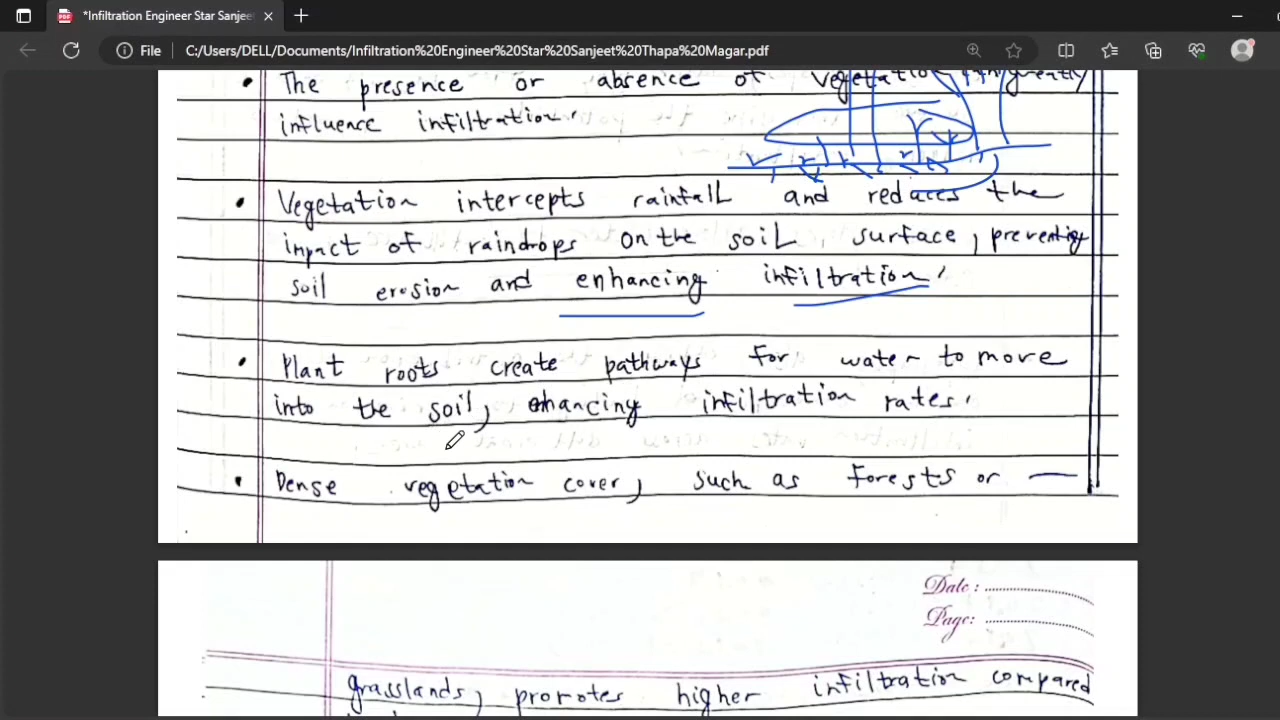 *Infiltration Engineer Star Sanjee
File
C:/Users/DELL/Documents/Infiltration%20Engineer%20Star%20Sanjeet%20Thapa%20Magar.pdf
• The presence or absence of vegetation can greatly
influence infiltration.
• Vegetation intercepts rainfall and reduces the
impact of raindrops on the soil surface, preventing
soil erosion and enhancing infiltration.
• Plant roots create pathways for water to move
into the soil, enhancing infiltration rates.
• Dense vegetation cover, such as forests or —
Date:
Page:
grasslands, promotes higher infiltration compared